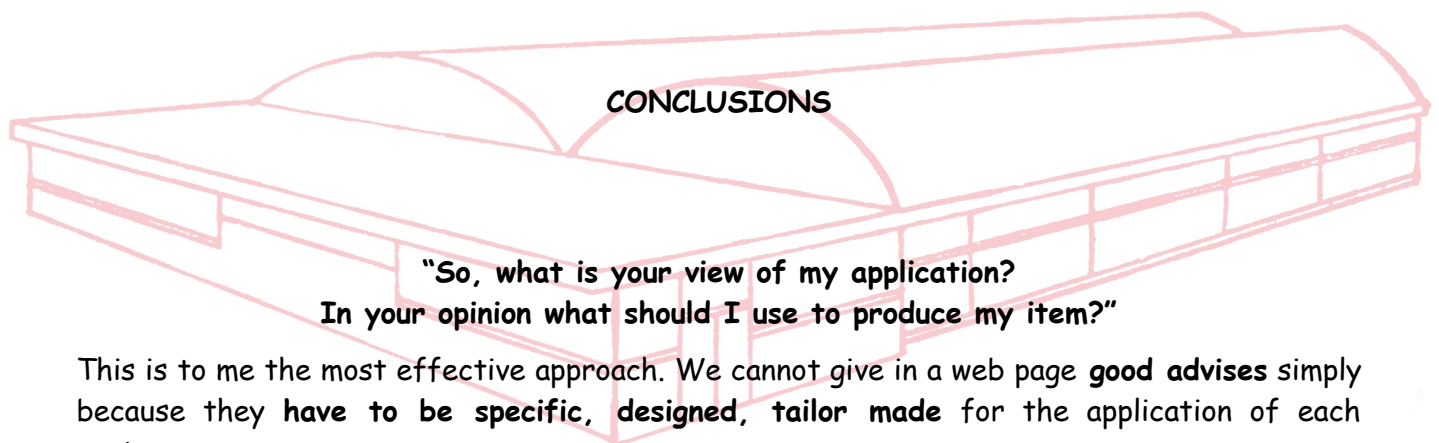 CONCLUSIONS
“So, what is your view of my application?
In your opinion what should I use to produce my item?”
This is to me the most effective approach. We cannot give in a web page good advises simply
because they have to be specific, designed, tailor made for the application of each